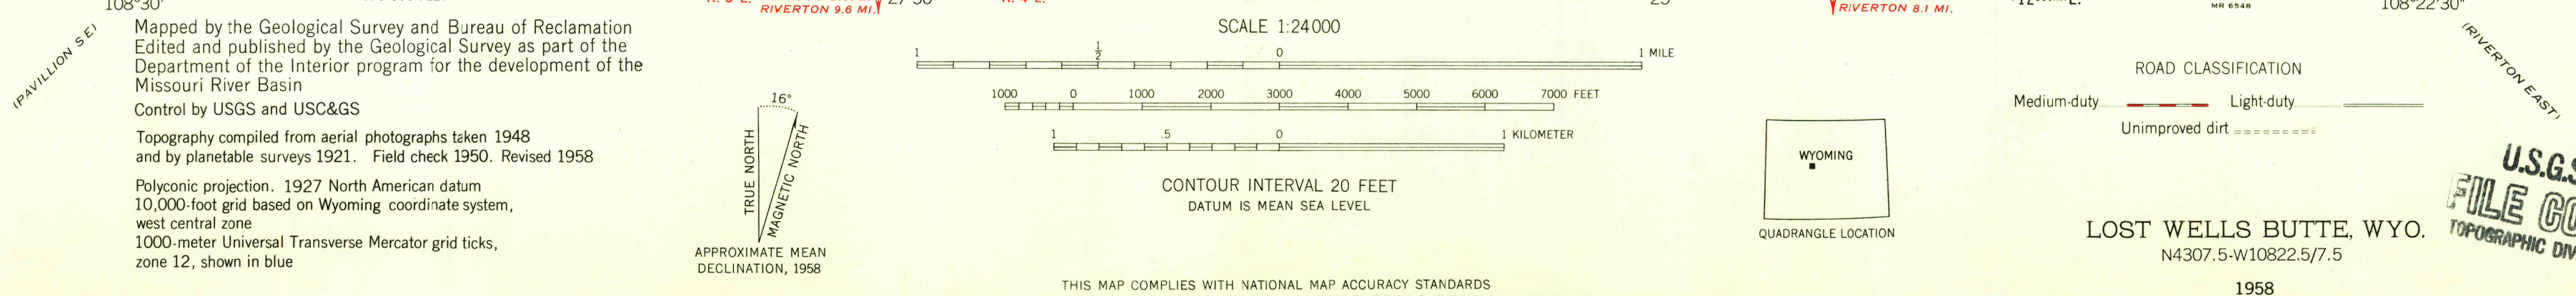 108°30'
RIVERTON 9.6 MI.
RIVERTON 8.1 MI.
MR 6548
108°22'30"
(PAVILLION SE)
Mapped by the Geological Survey and Bureau of Reclamation
Edited and published by the Geological Survey as part of the
Department of the Interior program for the development of the
Missouri River Basin
Control by USGS and USC&GS
Topography compiled from aerial photographs taken 1948
and by planetable surveys 1921. Field check 1950. Revised 1958
Polyconic projection. 1927 North American datum
10,000-foot grid based on Wyoming coordinate system,
west central zone
1000-meter Universal Transverse Mercator grid ticks,
zone 12, shown in blue
16°
TRUE NORTH
MAGNETIC NORTH
APPROXIMATE MEAN
DECLINATION, 1958
SCALE 1:24000
1 ½ 0 1 MILE
1000 0 1000 2000 3000 4000 5000 6000 7000 FEET
1 .5 0 1 KILOMETER
CONTOUR INTERVAL 20 FEET
DATUM IS MEAN SEA LEVEL
THIS MAP COMPLIES WITH NATIONAL MAP ACCURACY STANDARDS
WYOMING
QUADRANGLE LOCATION
ROAD CLASSIFICATION
Medium-duty Light-duty
Unimproved dirt
(RIVERTON EAST)
LOST WELLS BUTTE, WYO.
N4307.5-W10822.5/7.5
1958
U.S.G.S
FILE CO
TOPOGRAPHIC DIV